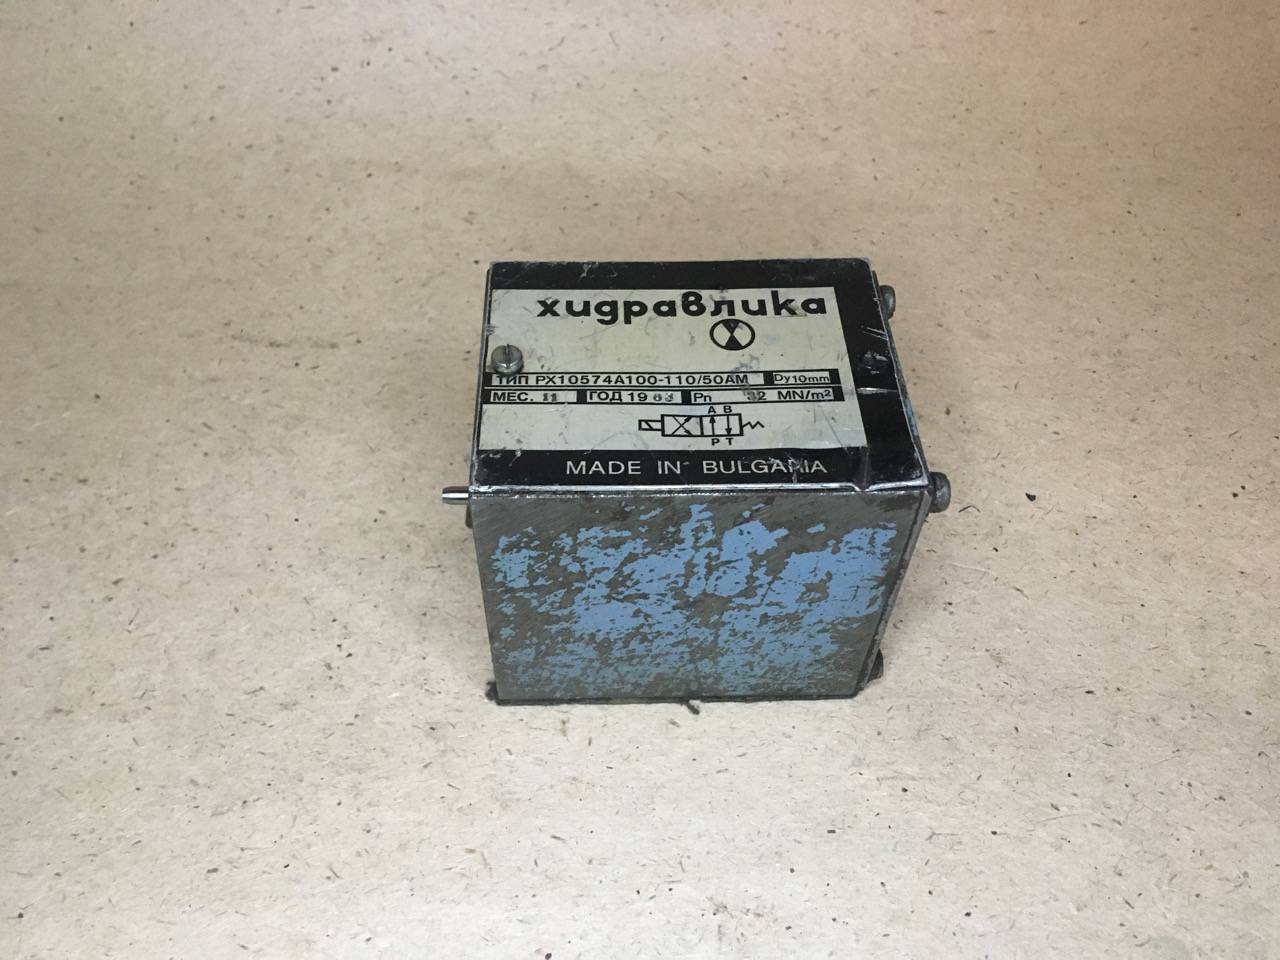 хидравлика
ТИП РХ10574А100-110/50АМ Dy10mm
МЕС. 11 ГОД 19 Pn 32 MN/m²
A B
P T
MADE IN BULGARIA